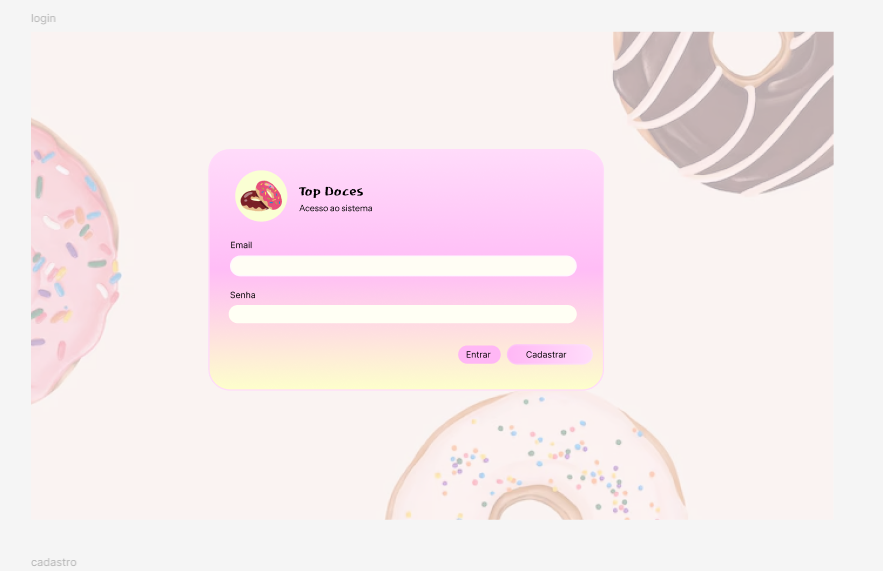 login
Top Doces
Acesso ao sistema
Email
Senha
Entrar
Cadastrar
cadastro